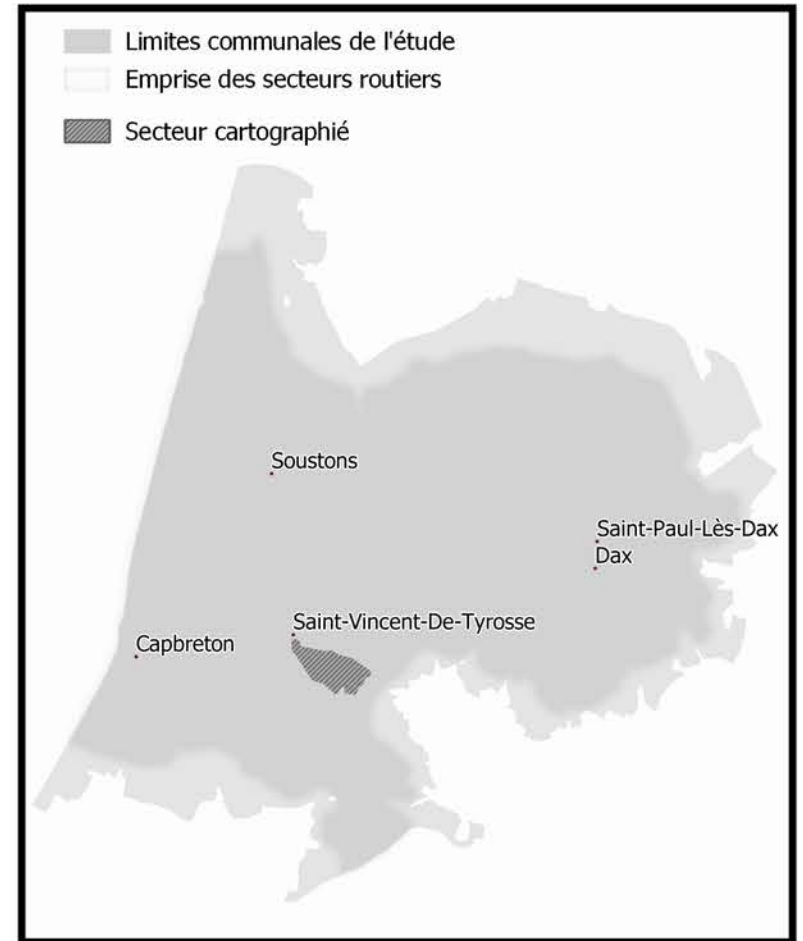 Limites communales de l'étude
Emprise des secteurs routiers
Secteur cartographié
Soustons
Saint-Paul-Lès-Dax
Dax
Saint-Vincent-De-Tyrosse
Capbreton